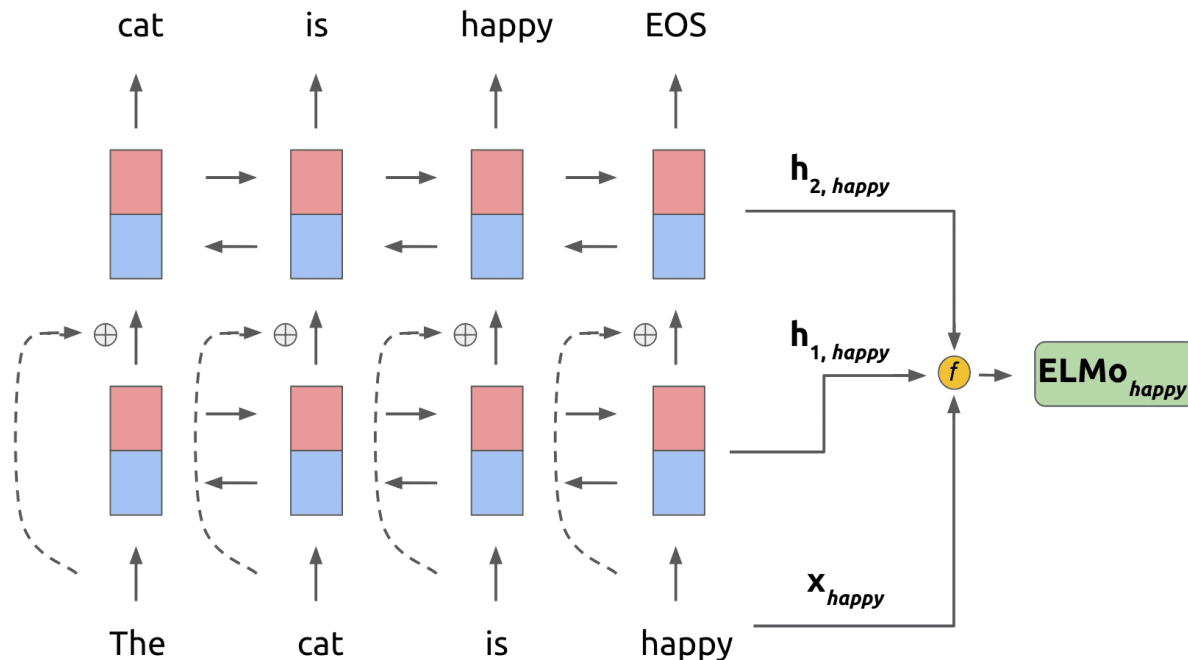 cat is happy EOS
h2, happy
h1, happy
f
ELMohappy
xhappy
The cat is happy